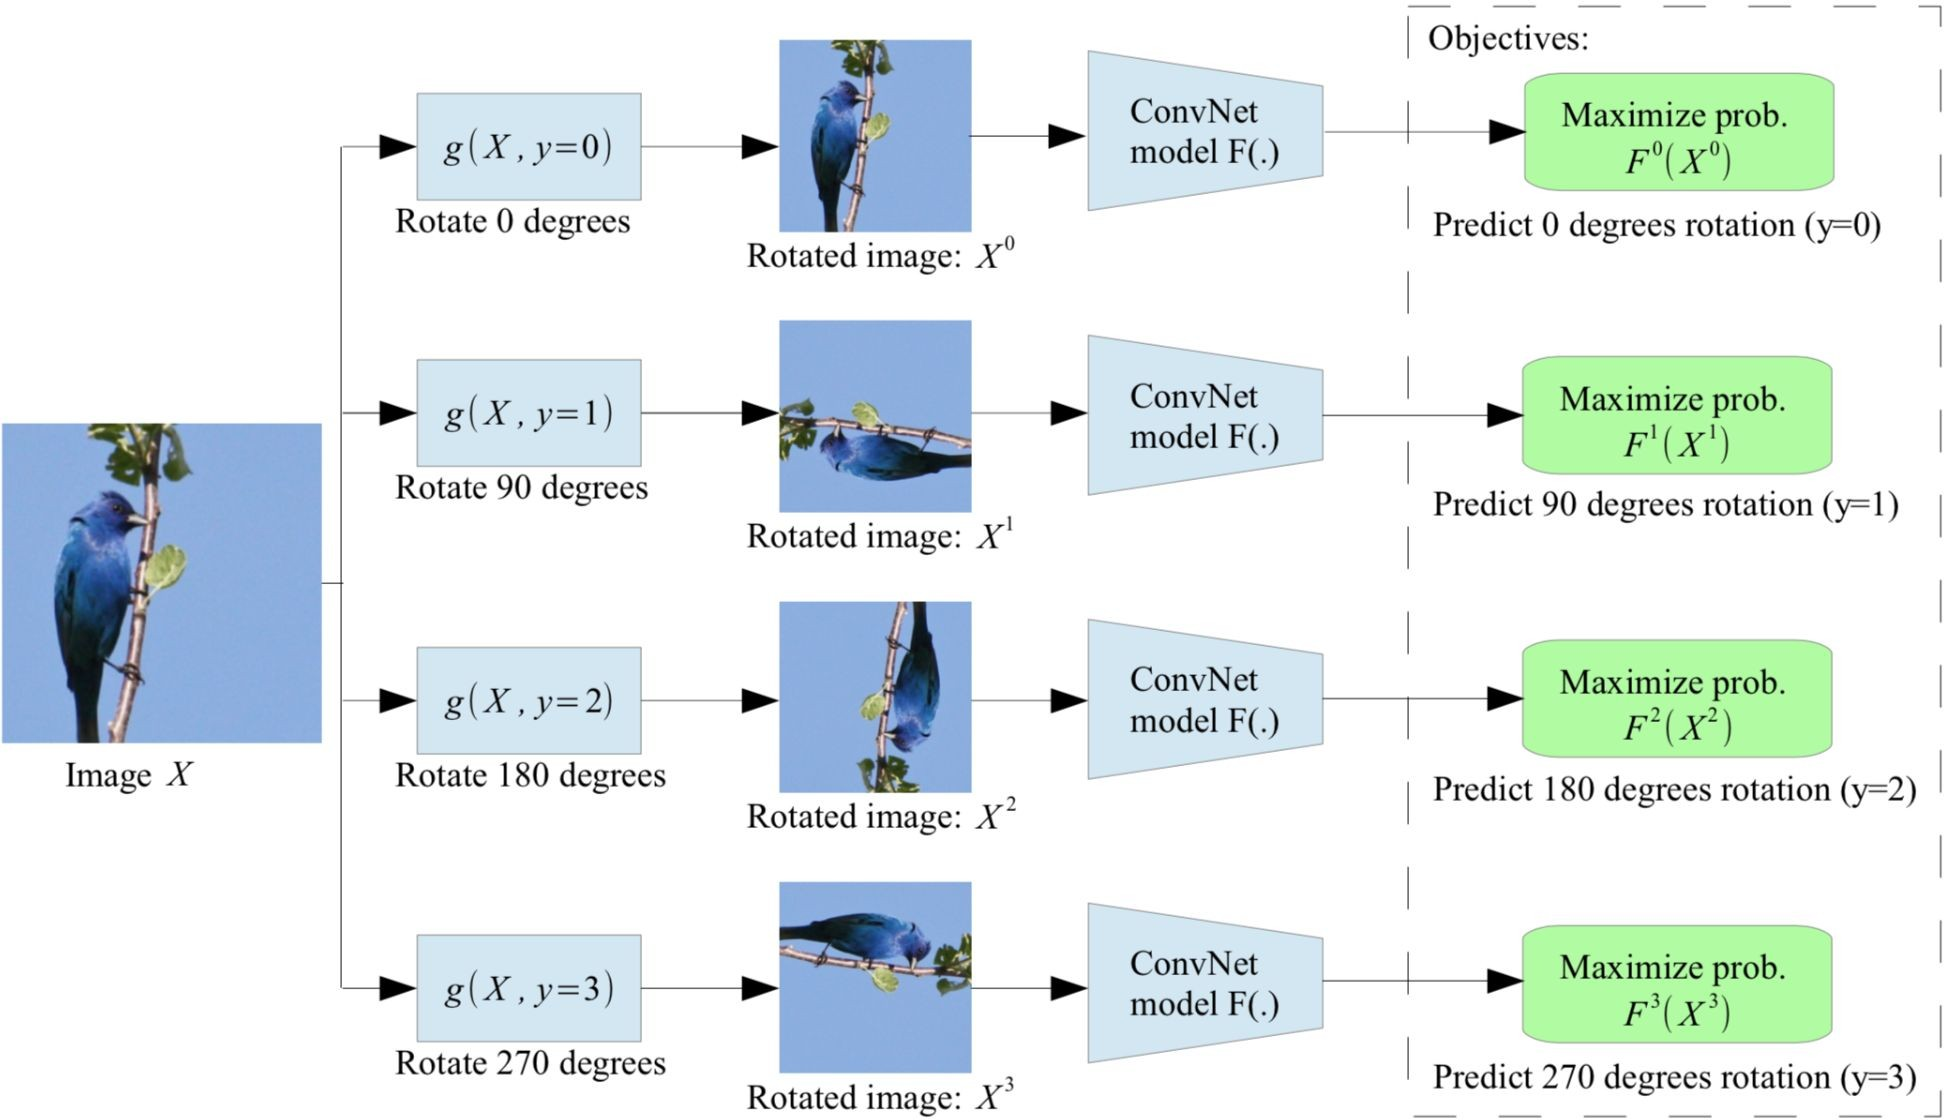 Objectives:
g(X, y=0)
Rotate 0 degrees
Rotated image: X⁰
ConvNet
model F(.)
Maximize prob.
F⁰(X⁰)
Predict 0 degrees rotation (y=0)
g(X, y=1)
Rotate 90 degrees
Rotated image: X¹
ConvNet
model F(.)
Maximize prob.
F¹(X¹)
Predict 90 degrees rotation (y=1)
Image X
g(X, y=2)
Rotate 180 degrees
Rotated image: X²
ConvNet
model F(.)
Maximize prob.
F²(X²)
Predict 180 degrees rotation (y=2)
g(X, y=3)
Rotate 270 degrees
Rotated image: X³
ConvNet
model F(.)
Maximize prob.
F³(X³)
Predict 270 degrees rotation (y=3)